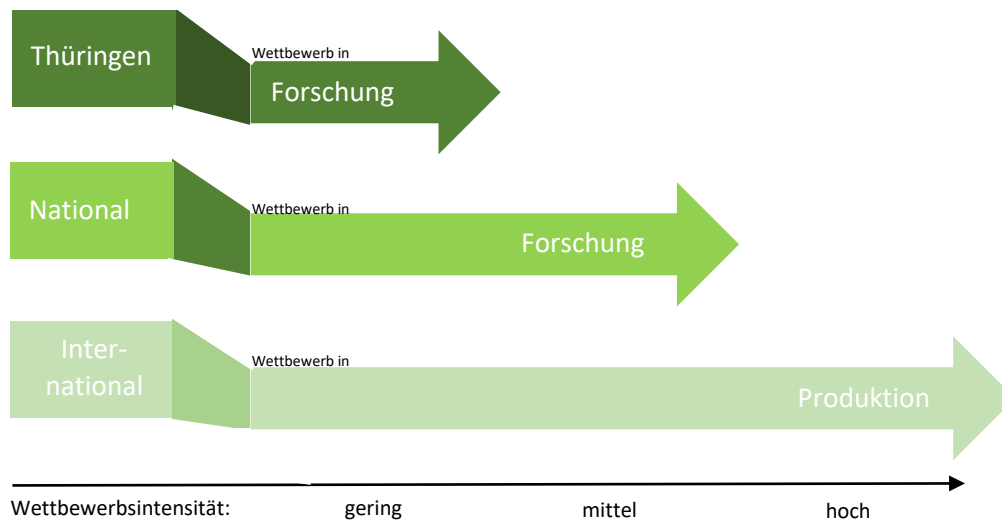 Thüringen
Wettbewerb in
Forschung
National
Wettbewerb in
Forschung
Inter-
national
Wettbewerb in
Produktion
Wettbewerbsintensität: gering mittel hoch